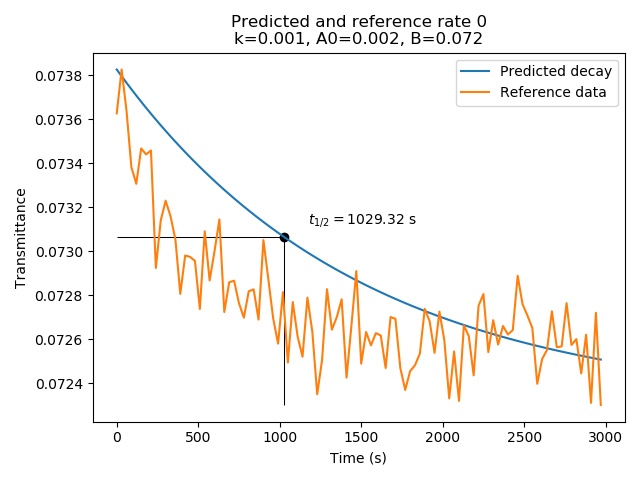 Predicted and reference rate 0
k=0.001, A0=0.002, B=0.072
Predicted decay
Reference data
0.0738
0.0736
0.0734
0.0732
0.0730
0.0728
0.0726
0.0724
Transmittance
t1/2 = 1029.32 s
0
500
1000
1500
2000
2500
3000
Time (s)